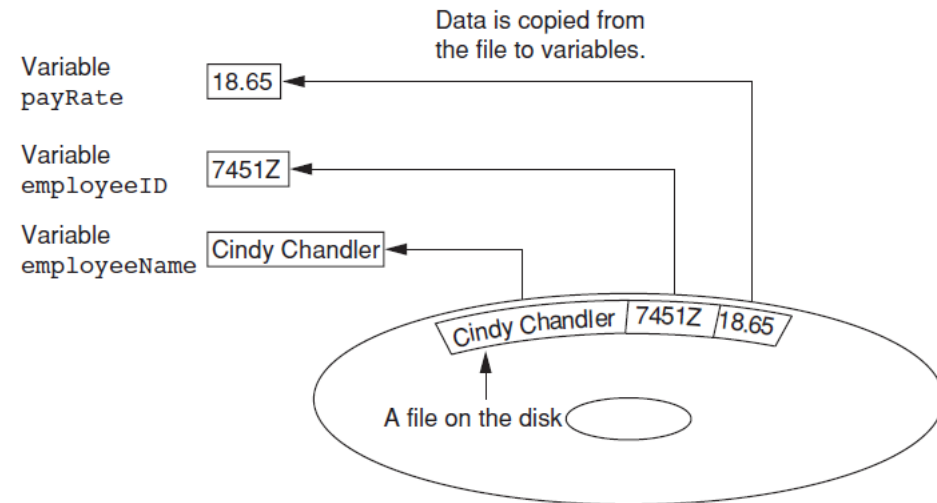 Data is copied from
the file to variables.
Variable
payRate
18.65
Variable
employeeID
7451Z
Variable
employeeName
Cindy Chandler
Cindy Chandler 7451Z 18.65
A file on the disk